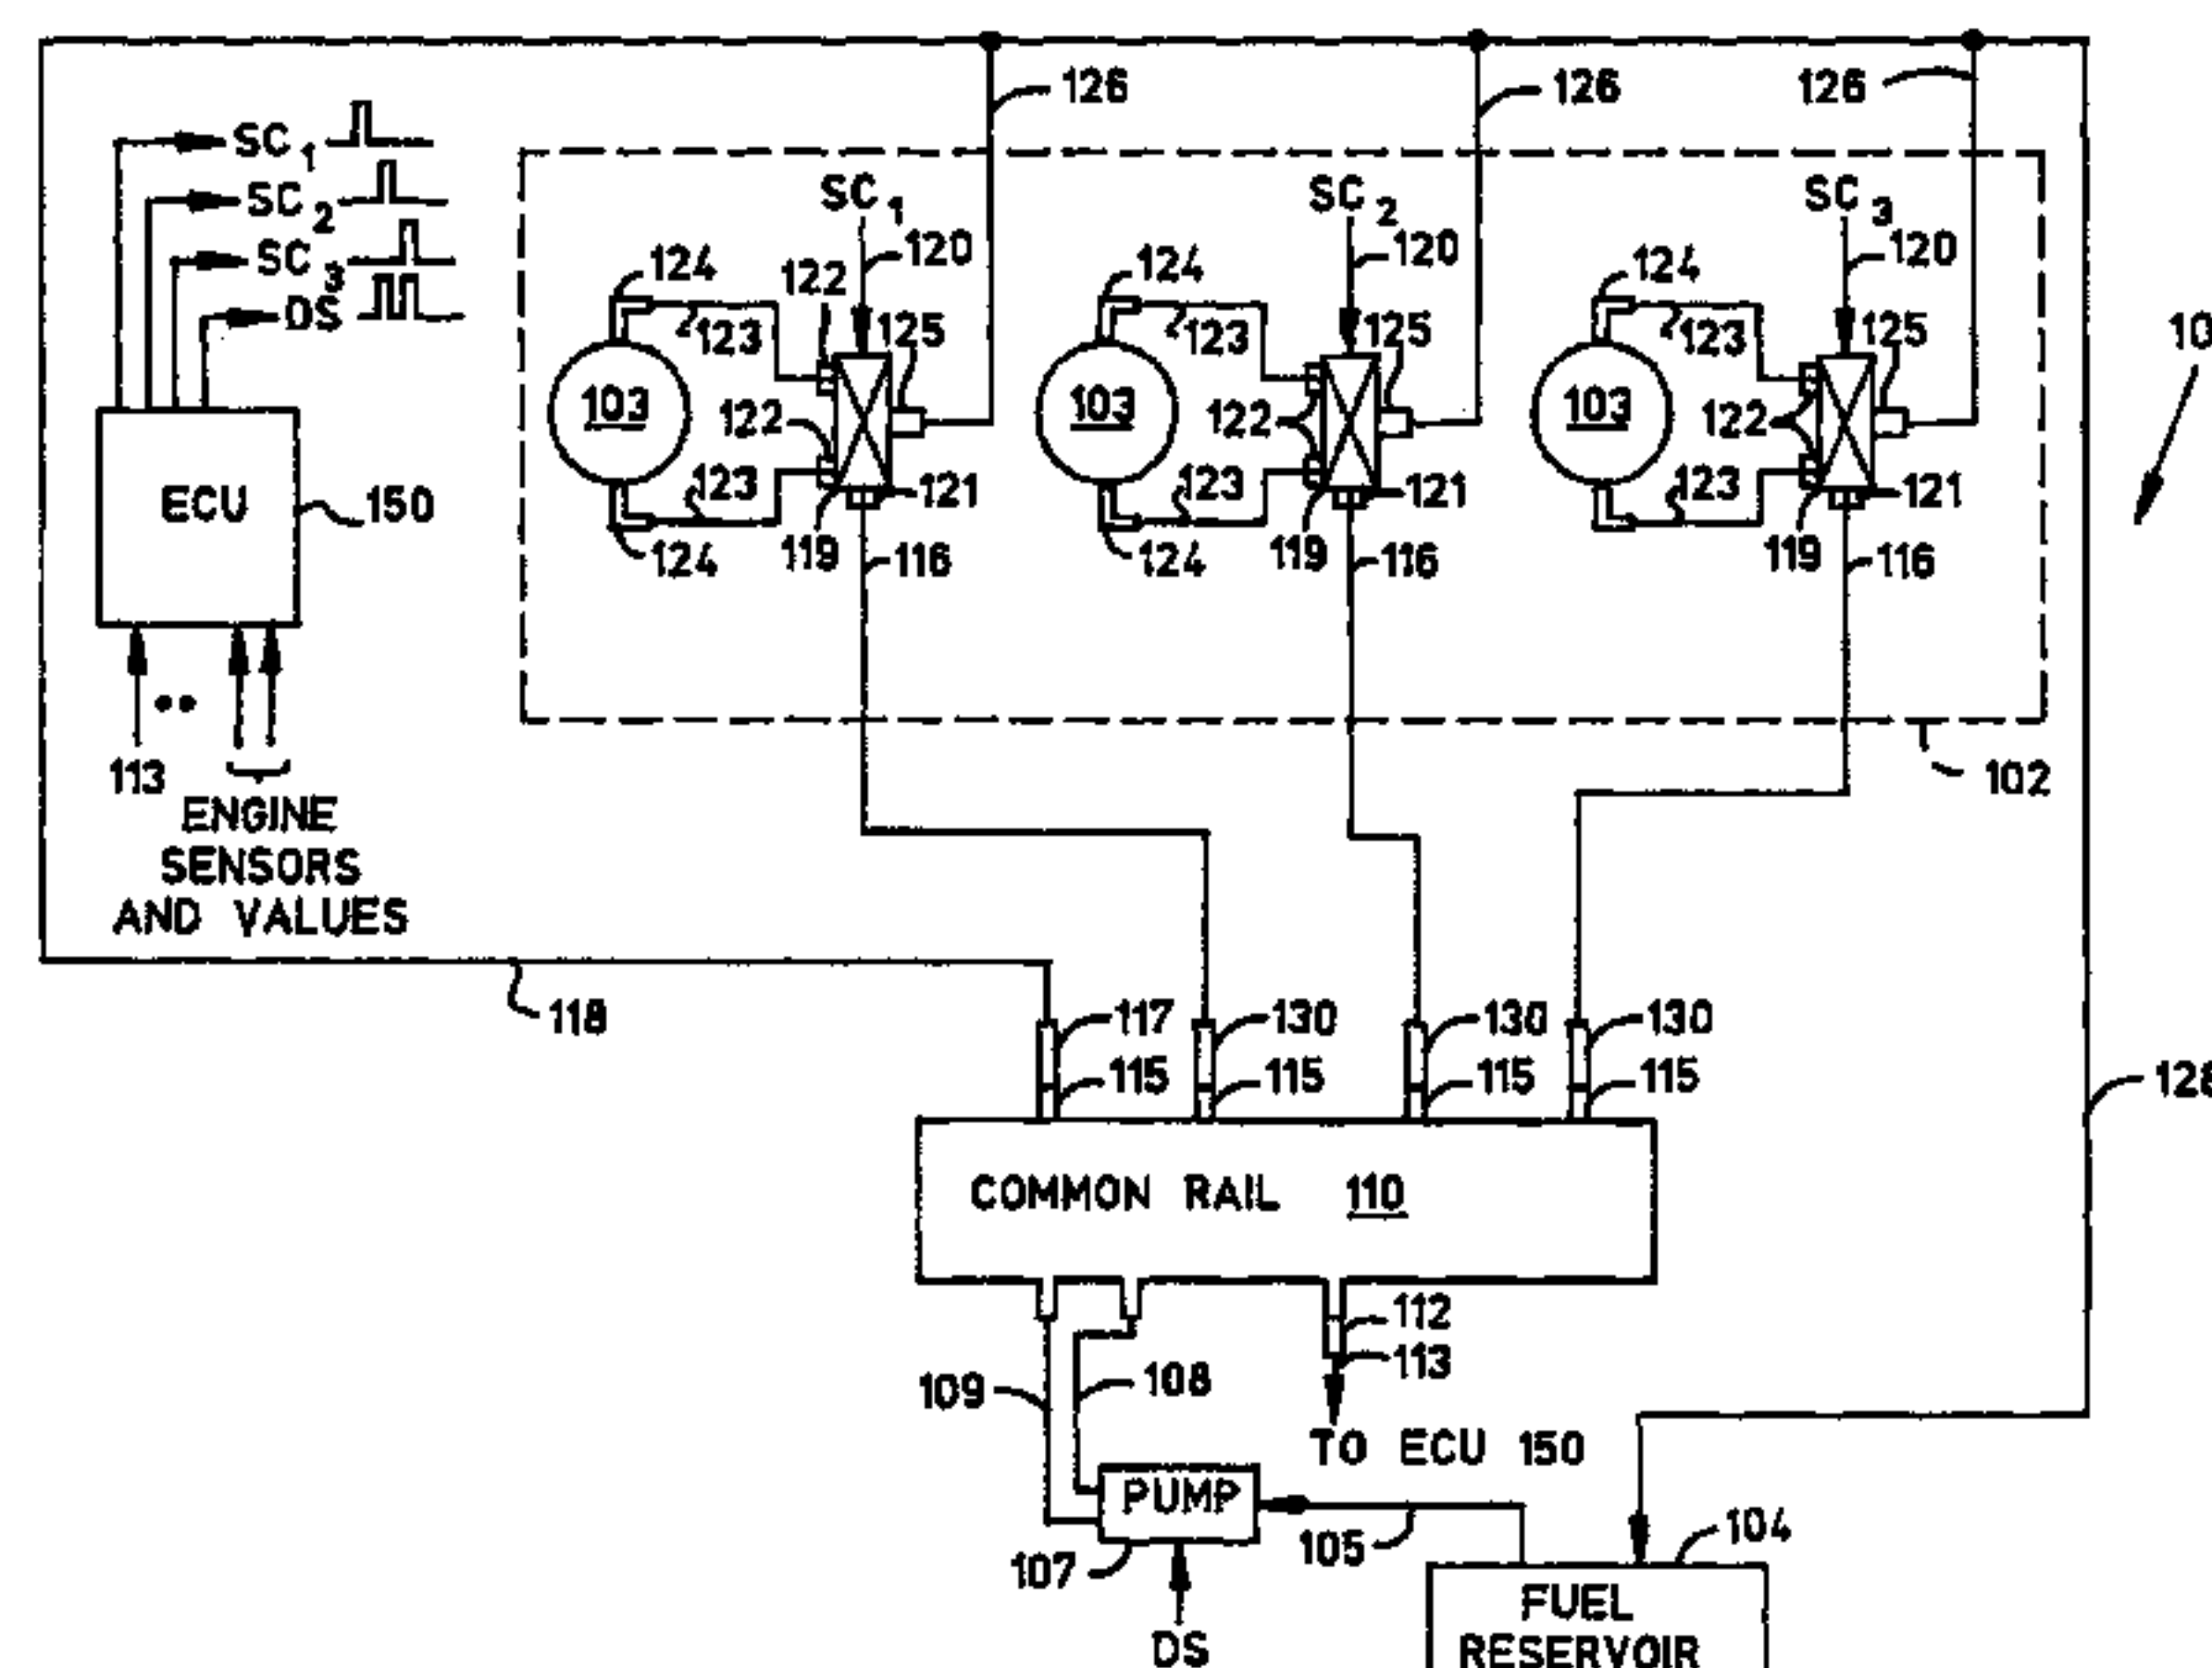 126 126 126
SC1
SC2
SC3
DS
SC1 SC2 SC3
120 120 120
124 122 124 124
123 125 123 125 123 125
10
103 103 103
122 122 122
ECU 150
123 121 123 121 123 121
124 119 116 124 119 116 119 116
113
102
ENGINE
SENSORS
AND VALUES
118
117 130 130 130
115 115 115 115
128
COMMON RAIL 110
112
109 108 113
TO ECU 150
PUMP
107 105 104
FUEL
RESERVOIR
DS